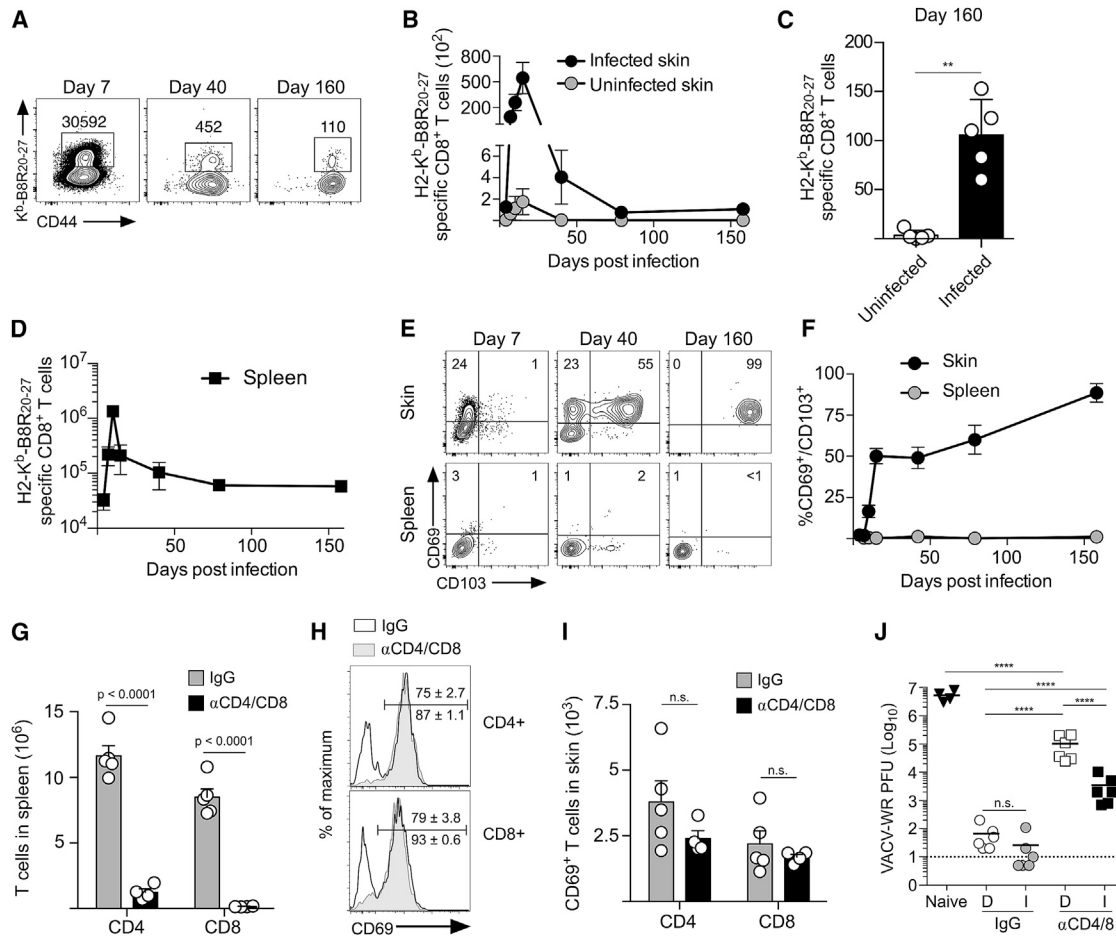 A
Day 7
Day 40
Day 160
30592
452
110
Kb-B8R20-27
CD44
B
H2-Kb-B8R20-27
specific CD8+ T cells (102)
Infected skin
Uninfected skin
800
600
400
200
6
4
2
50
100
150
Days post infection
C
Day 160
H2-Kb-B8R20-27
specific CD8+ T cells
200
150
100
50
**
Uninfected
Infected
D
H2-Kb-B8R20-27
specific CD8+ T cells
107
106
105
104
Spleen
50
100
150
Days post infection
E
Day 7
Day 40
Day 160
Skin
24
1
23
55
0
99
Spleen
3
1
1
2
1
<1
CD69
CD103
F
Skin
Spleen
%CD69+/CD103+
100
75
50
25
50
100
150
Days post infection
G
IgG
αCD4/CD8
T cells in spleen (106)
15
10
5
p < 0.0001
p < 0.0001
CD4
CD8
H
IgG
αCD4/CD8
% of maximum
75 ± 2.7
87 ± 1.1
CD4+
79 ± 3.8
93 ± 0.6
CD8+
CD69
I
IgG
αCD4/CD8
CD69+ T cells in skin (103)
7.5
5
2.5
n.s.
n.s.
CD4
CD8
J
VACV-WR PFU (Log10)
****
****
****
****
7
6
5
4
3
2
1
0
n.s.
Naive
D
I
D
I
IgG
αCD4/8